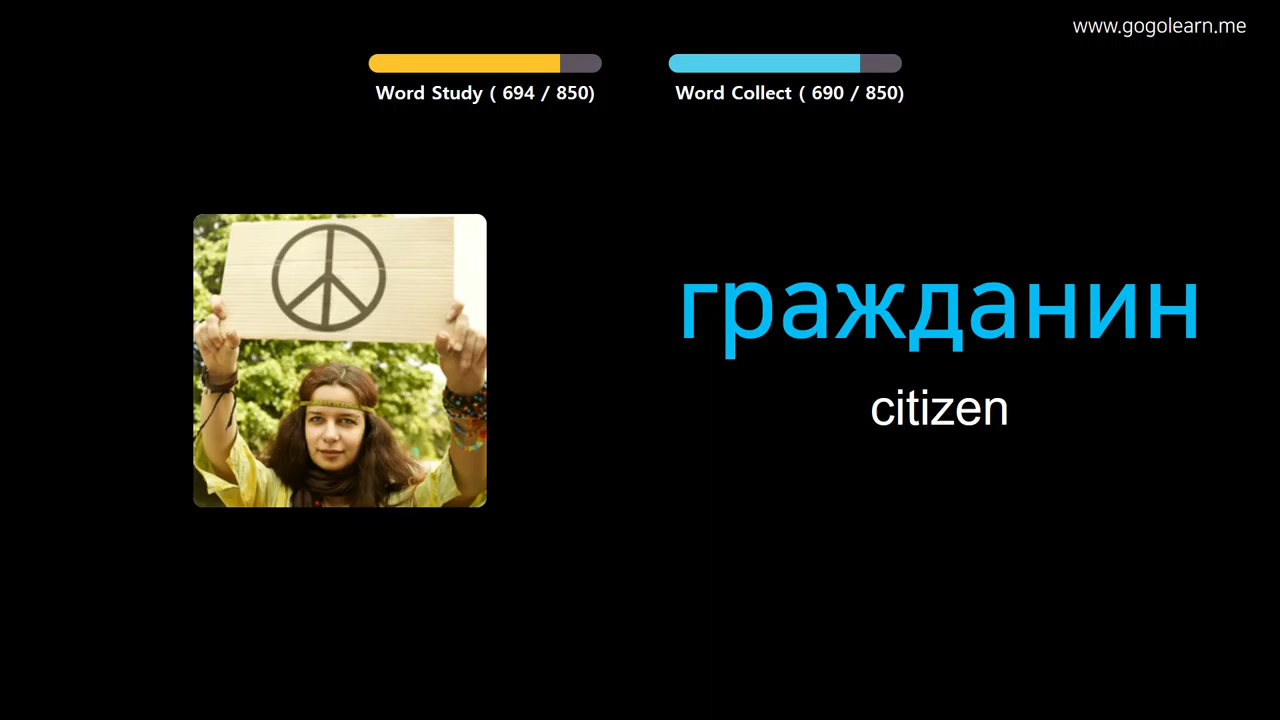 www.gogolearn.me
Word Study ( 694 / 850)
Word Collect ( 690 / 850)
гражданин
citizen